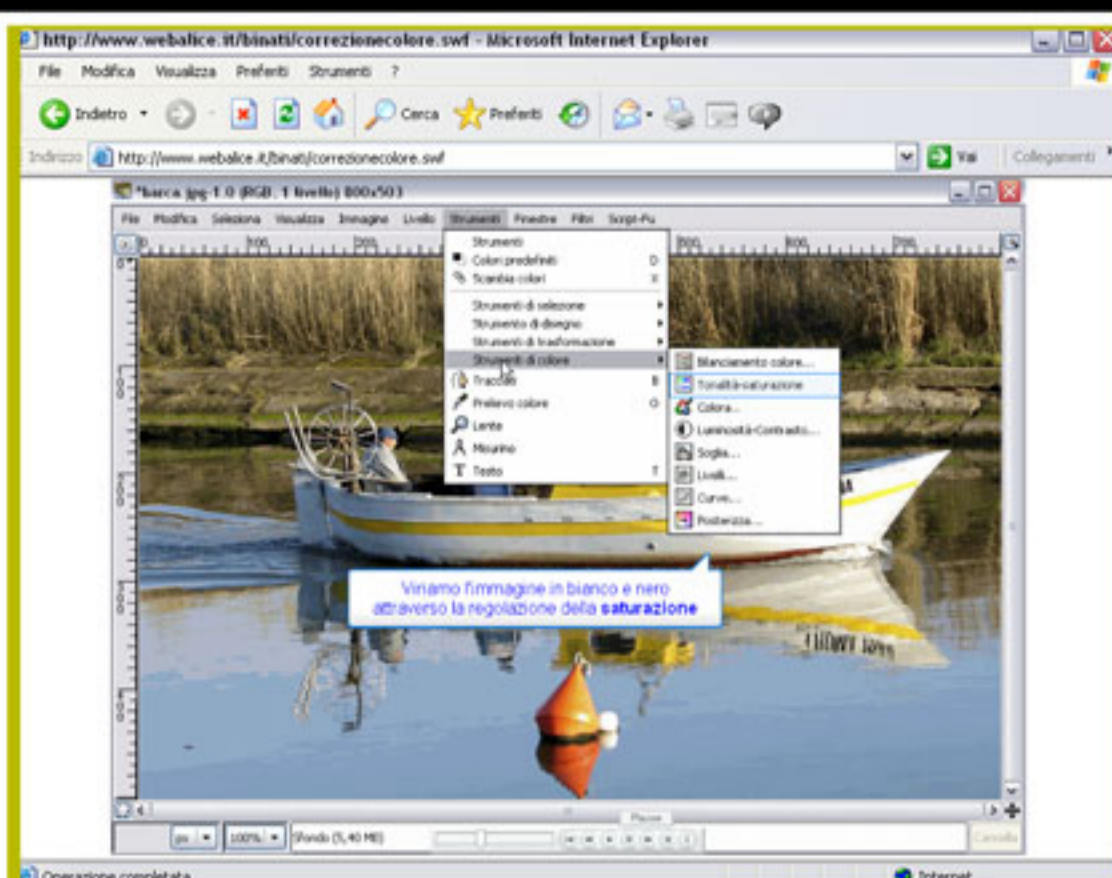 http://www.webalice.it/binati/correzionecolore.swf - Microsoft Internet Explorer
File Modifica Visualizza Preferiti Strumenti ?
Indietro Cerca Preferiti
Indirizzo http://www.webalice.it/binati/correzionecolore.swf Vai Collegamenti
*barca.jpg-1.0 (RGB, 1 livello) 800x503
File Modifica Seleziona Visualizza Immagine Livello Strumenti Finestre Filtri Script-Fu
Strumenti
Colori predefiniti D
Scambia colori X
Strumenti di selezione
Strumento di disegno
Strumenti di trasformazione
Strumenti di colore
Tracciati B
Prelievo colore O
Lente
Misurino
Testo T
Bilanciamento colore...
Tonalità-saturazione
Colora...
Luminosità-Contrasto...
Soglia...
Livelli...
Curve...
Posterizza...
Viriamo l'immagine in bianco e nero
attraverso la regolazione della saturazione
Pausa
px 100% Sfondo (5,40 MB) Cancella
Operazione completata Internet